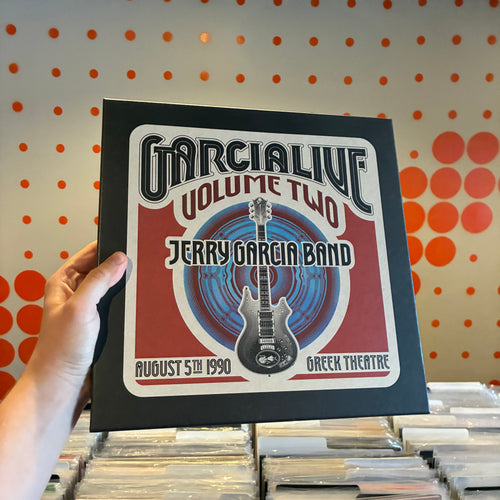 GARCIALIVE
VOLUME TWO
JERRY GARCIA BAND
AUGUST 5TH 1990
GREEK THEATRE